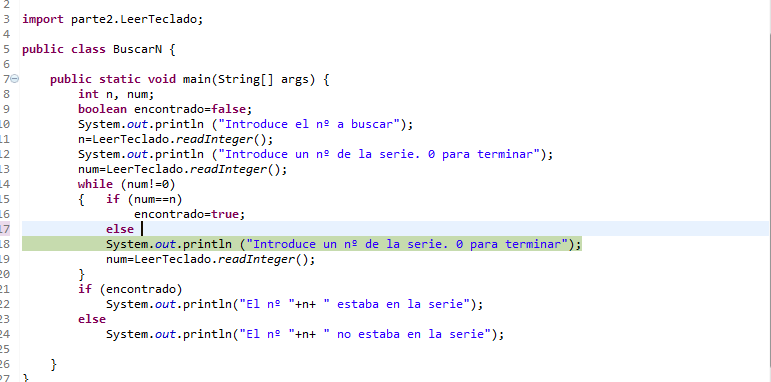 2
3 import parte2.LeerTeclado;
4
5 public class BuscarN {
6
7 public static void main(String[] args) {
8 int n, num;
9 boolean encontrado=false;
10 System.out.println ("Introduce el nº a buscar");
11 n=LeerTeclado.readInteger();
12 System.out.println ("Introduce un nº de la serie. 0 para terminar");
13 num=LeerTeclado.readInteger();
14 while (num!=0)
15 { if (num==n)
16 encontrado=true;
17 else
18 System.out.println ("Introduce un nº de la serie. 0 para terminar");
19 num=LeerTeclado.readInteger();
20 }
21 if (encontrado)
22 System.out.println("El nº "+n+ " estaba en la serie");
23 else
24 System.out.println("El nº "+n+ " no estaba en la serie");
25
26 }
27 }